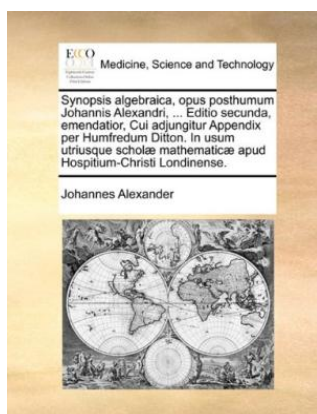 ECCO
Medicine, Science and Technology
Synopsis algebraica, opus posthumum
Johannis Alexandri, ... Editio secunda,
emendatior, Cui adjungitur Appendix
per Humfredum Ditton. In usum
utriusque scholæ mathematicæ apud
Hospitium-Christi Londinense.
Johannes Alexander